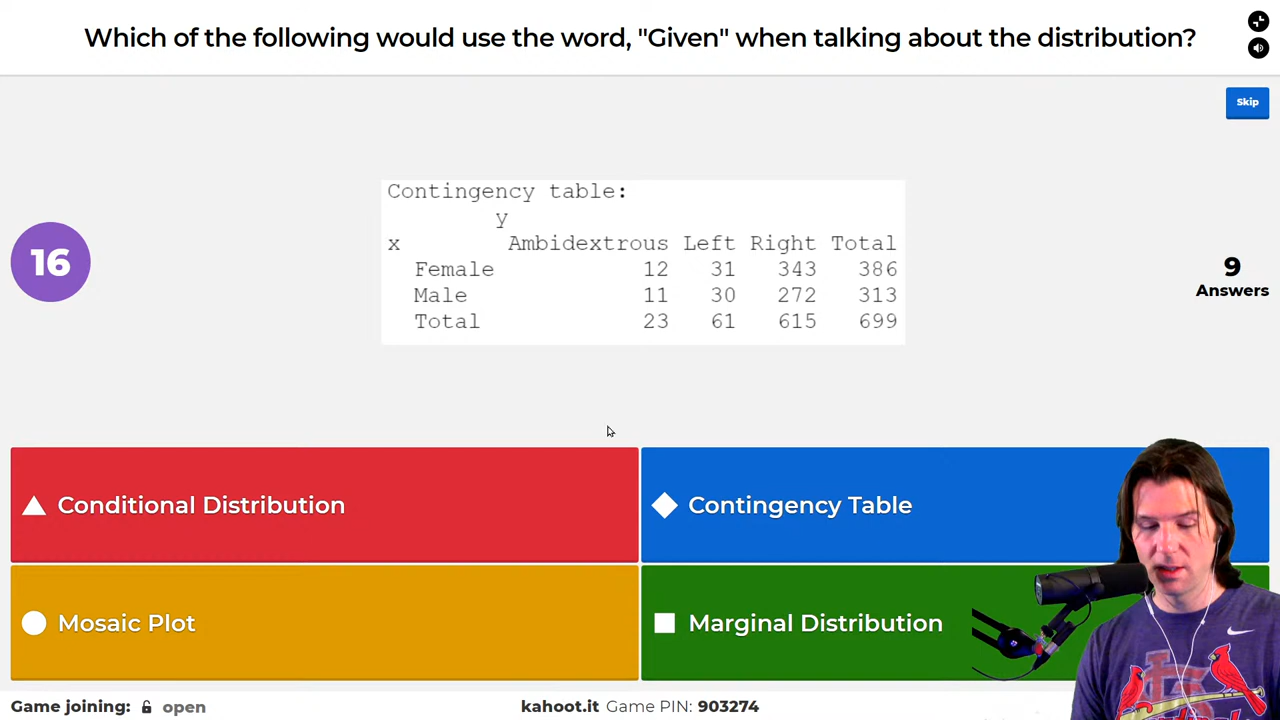 Which of the following would use the word, "Given" when talking about the distribution?
Skip
Contingency table:
y
x Ambidextrous Left Right Total
Female 12 31 343 386
Male 11 30 272 313
Total 23 61 615 699
16
9
Answers
Conditional Distribution
Contingency Table
Mosaic Plot
Marginal Distribution
Game joining: open
kahoot.it Game PIN: 903274